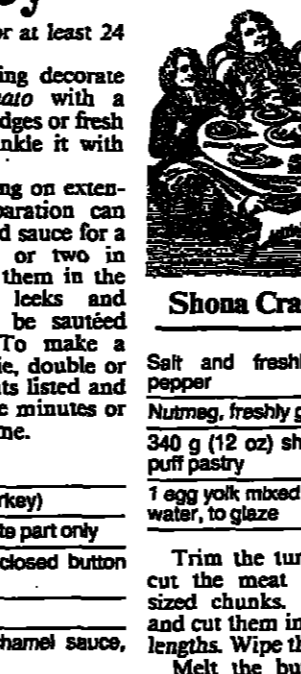 or at least 24
ing decorate
ato with a
dges or fresh
nkle it with
ng on exten-
paration can
d sauce for a
or two in
them in the
leeks and
be sautéed
To make a
ie, double or
ts listed and
e minutes or
me.
rkey)
te part only
closed button
hamel sauce,
Shona Cra
Salt and freshl
pepper
Nutmeg, freshly g
340 g (12 oz) sh
puff pastry
1 egg yolk mixed
water, to glaze
Trim the tur
cut the meat
sized chunks.
and cut them in
lengths. Wipe th
Melt the bu